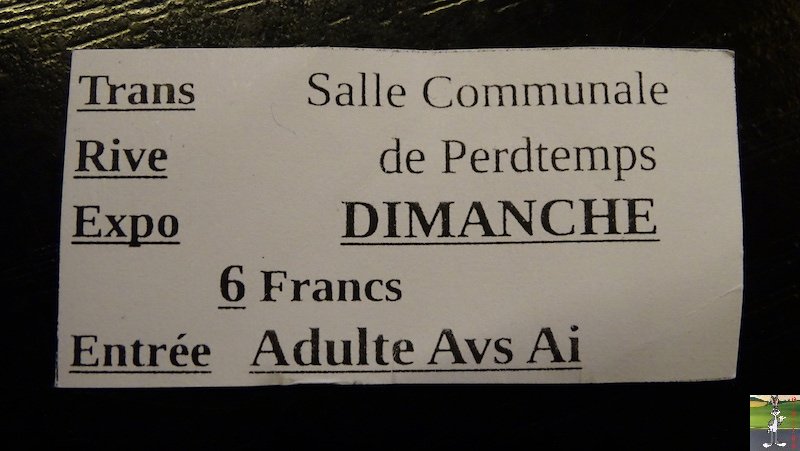 Trans Salle Communale
Rive de Perdtemps
Expo DIMANCHE
6 Francs
Entrée Adulte Avs Ai